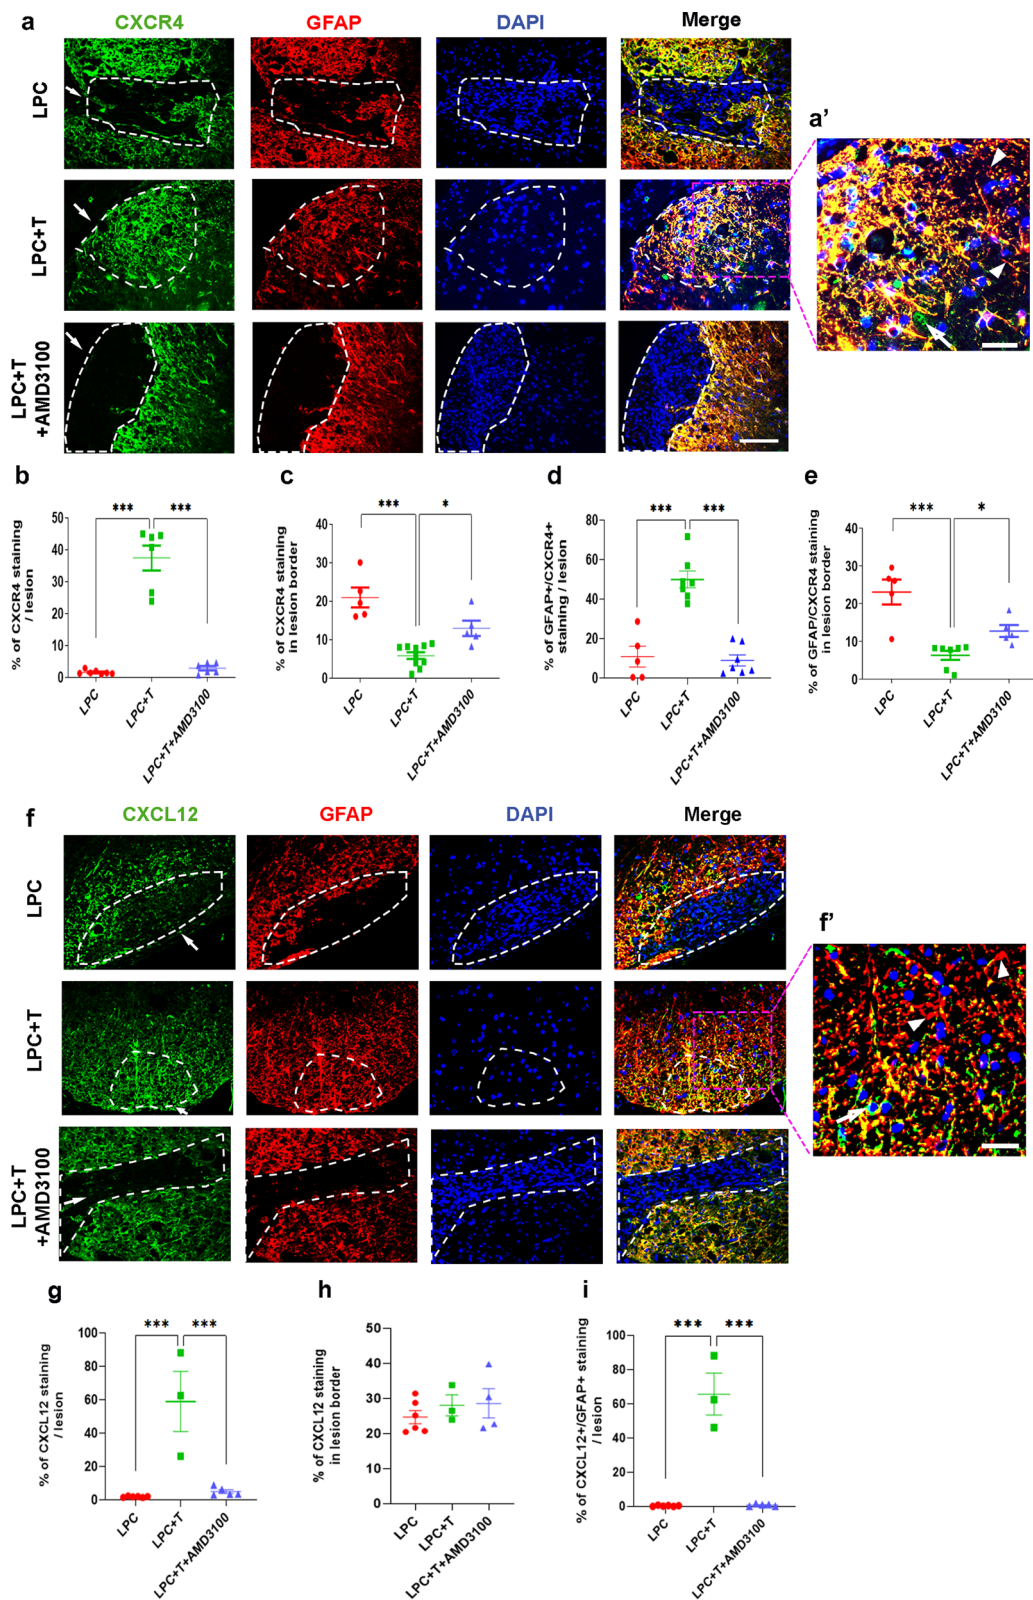 a
CXCR4 GFAP DAPI Merge
LPC
LPC+T
LPC+T
+AMD3100
a'
b
% of CXCR4 staining
/ lesion
50
40
30
20
10
0
*** ***
LPC
LPC+T
LPC+T+AMD3100
c
% of CXCR4 staining
in lesion border
40
30
20
10
0
*** *
LPC
LPC+T
LPC+T+AMD3100
d
% of GFAP+/CXCR4+
staining / lesion
80
60
40
20
0
*** ***
LPC
LPC+T
LPC+T+AMD3100
e
% of GFAP/CXCR4 staining
in lesion border
40
30
20
10
0
*** *
LPC
LPC+T
LPC+T+AMD3100
f
CXCL12 GFAP DAPI Merge
LPC
LPC+T
LPC+T
+AMD3100
f'
g
% of CXCL12 staining
/ lesion
100
80
60
40
20
0
*** ***
LPC
LPC+T
LPC+T+AMD3100
h
% of CXCL12 staining
in lesion border
50
40
30
20
10
0
LPC
LPC+T
LPC+T+AMD3100
i
% of CXCL12+/GFAP+ staining
/ lesion
100
80
60
40
20
0
*** ***
LPC
LPC+T
LPC+T+AMD3100